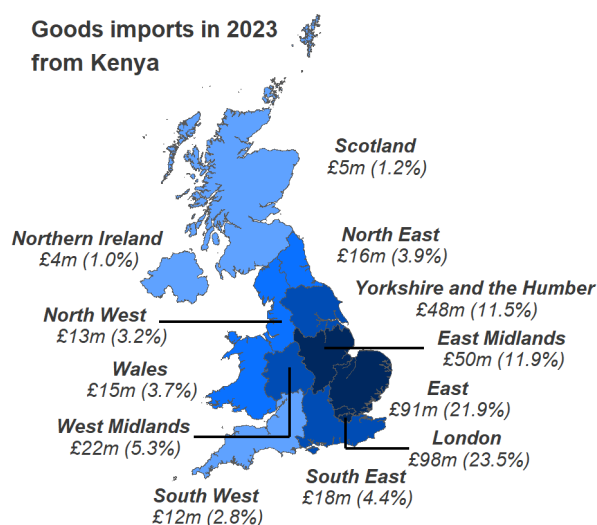 Goods imports in 2023
from Kenya
Scotland
£5m (1.2%)
Northern Ireland
£4m (1.0%)
North East
£16m (3.9%)
Yorkshire and the Humber
£48m (11.5%)
North West
£13m (3.2%)
East Midlands
£50m (11.9%)
Wales
£15m (3.7%)
East
£91m (21.9%)
West Midlands
£22m (5.3%)
London
£98m (23.5%)
South East
£18m (4.4%)
South West
£12m (2.8%)